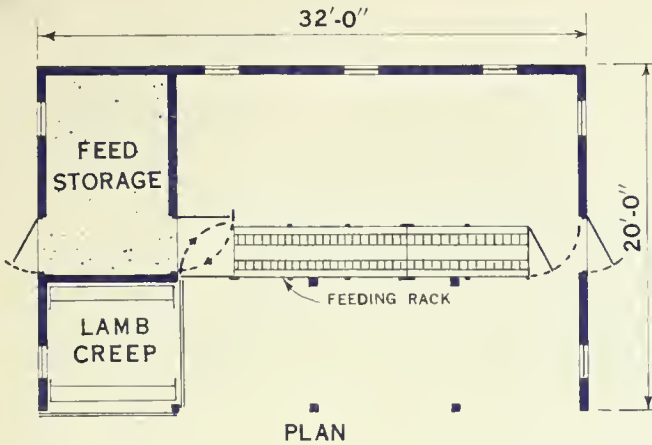 32'-0"
FEED
STORAGE
20'-0"
FEEDING RACK
LAMB
CREEP
PLAN